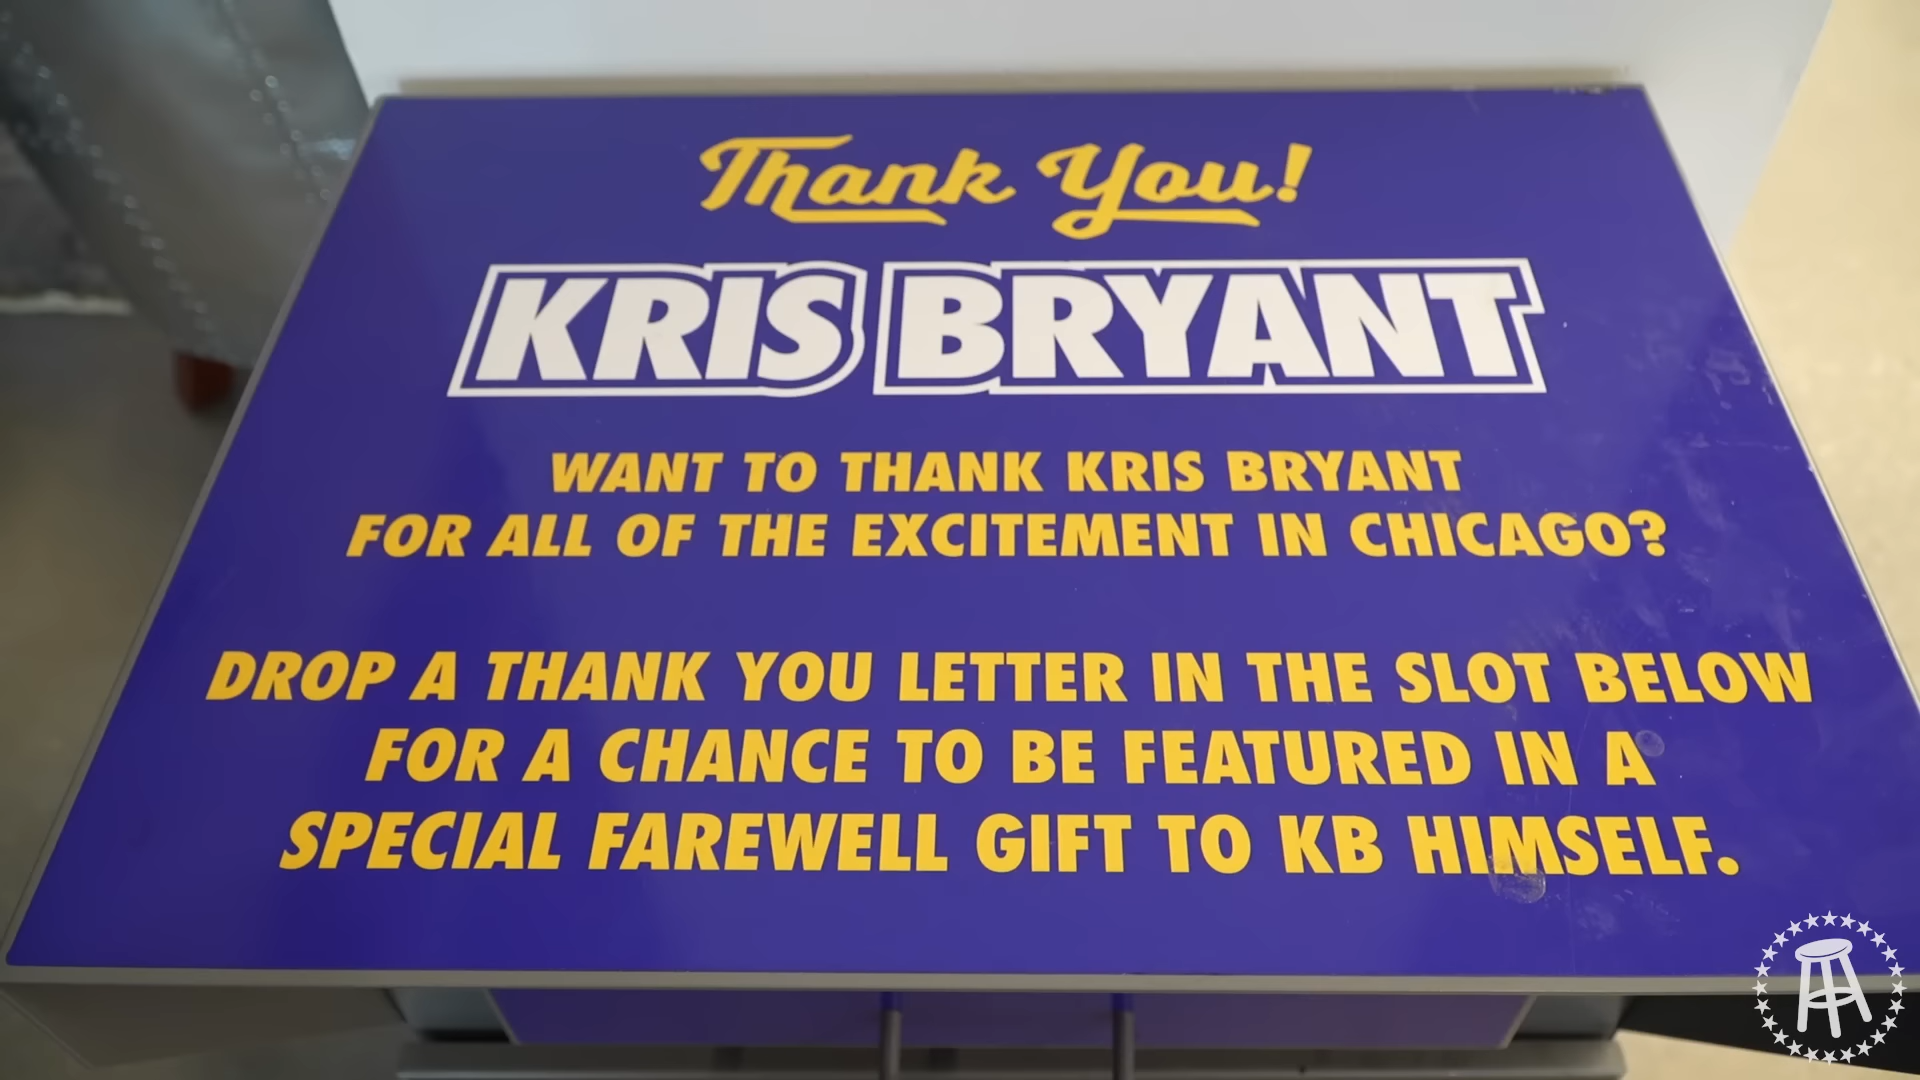 Thank You!
KRIS BRYANT
WANT TO THANK KRIS BRYANT
FOR ALL OF THE EXCITEMENT IN CHICAGO?
DROP A THANK YOU LETTER IN THE SLOT BELOW
FOR A CHANCE TO BE FEATURED IN A
SPECIAL FAREWELL GIFT TO KB HIMSELF.